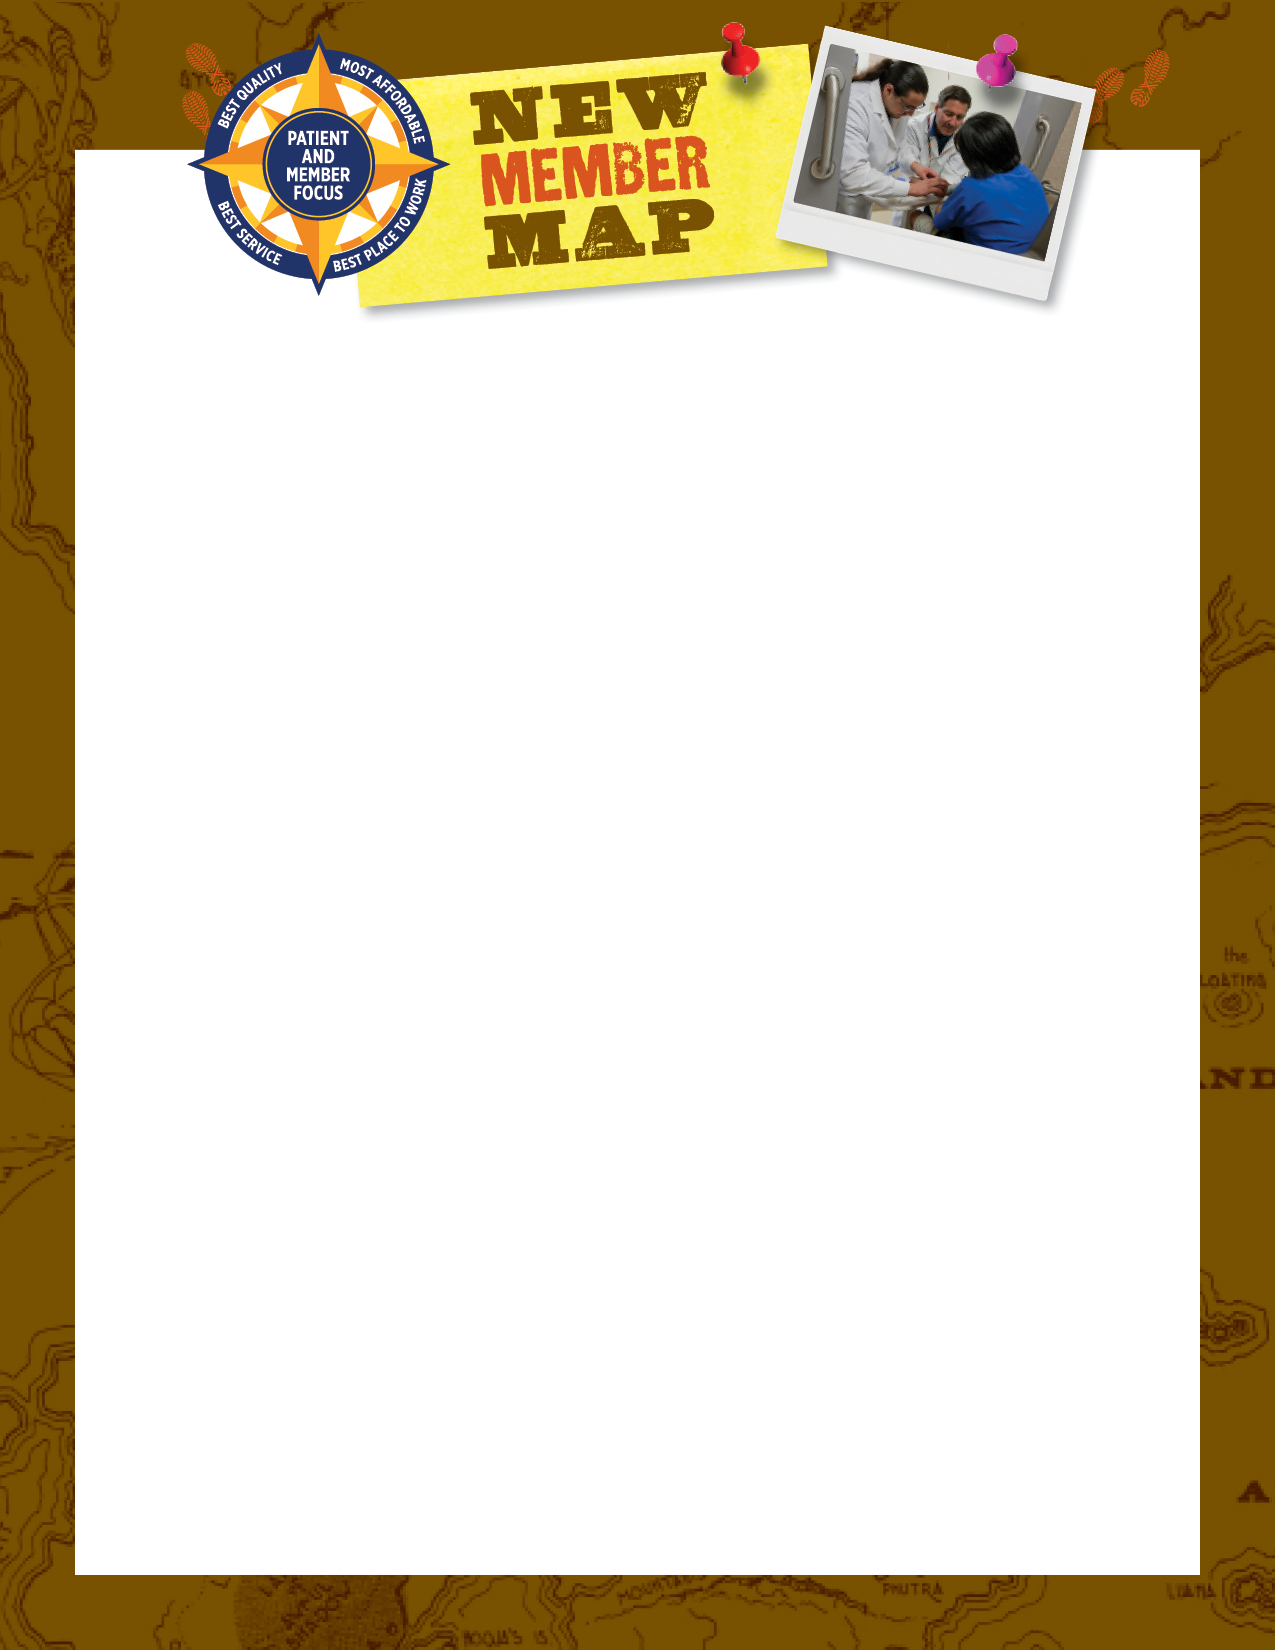 BEST QUALITY
MOST AFFORDABLE
PATIENT
AND
MEMBER
FOCUS
BEST SERVICE
BEST PLACE TO WORK
NEW
MEMBER
MAP
the
LOATING
AND
A
PHUTRA